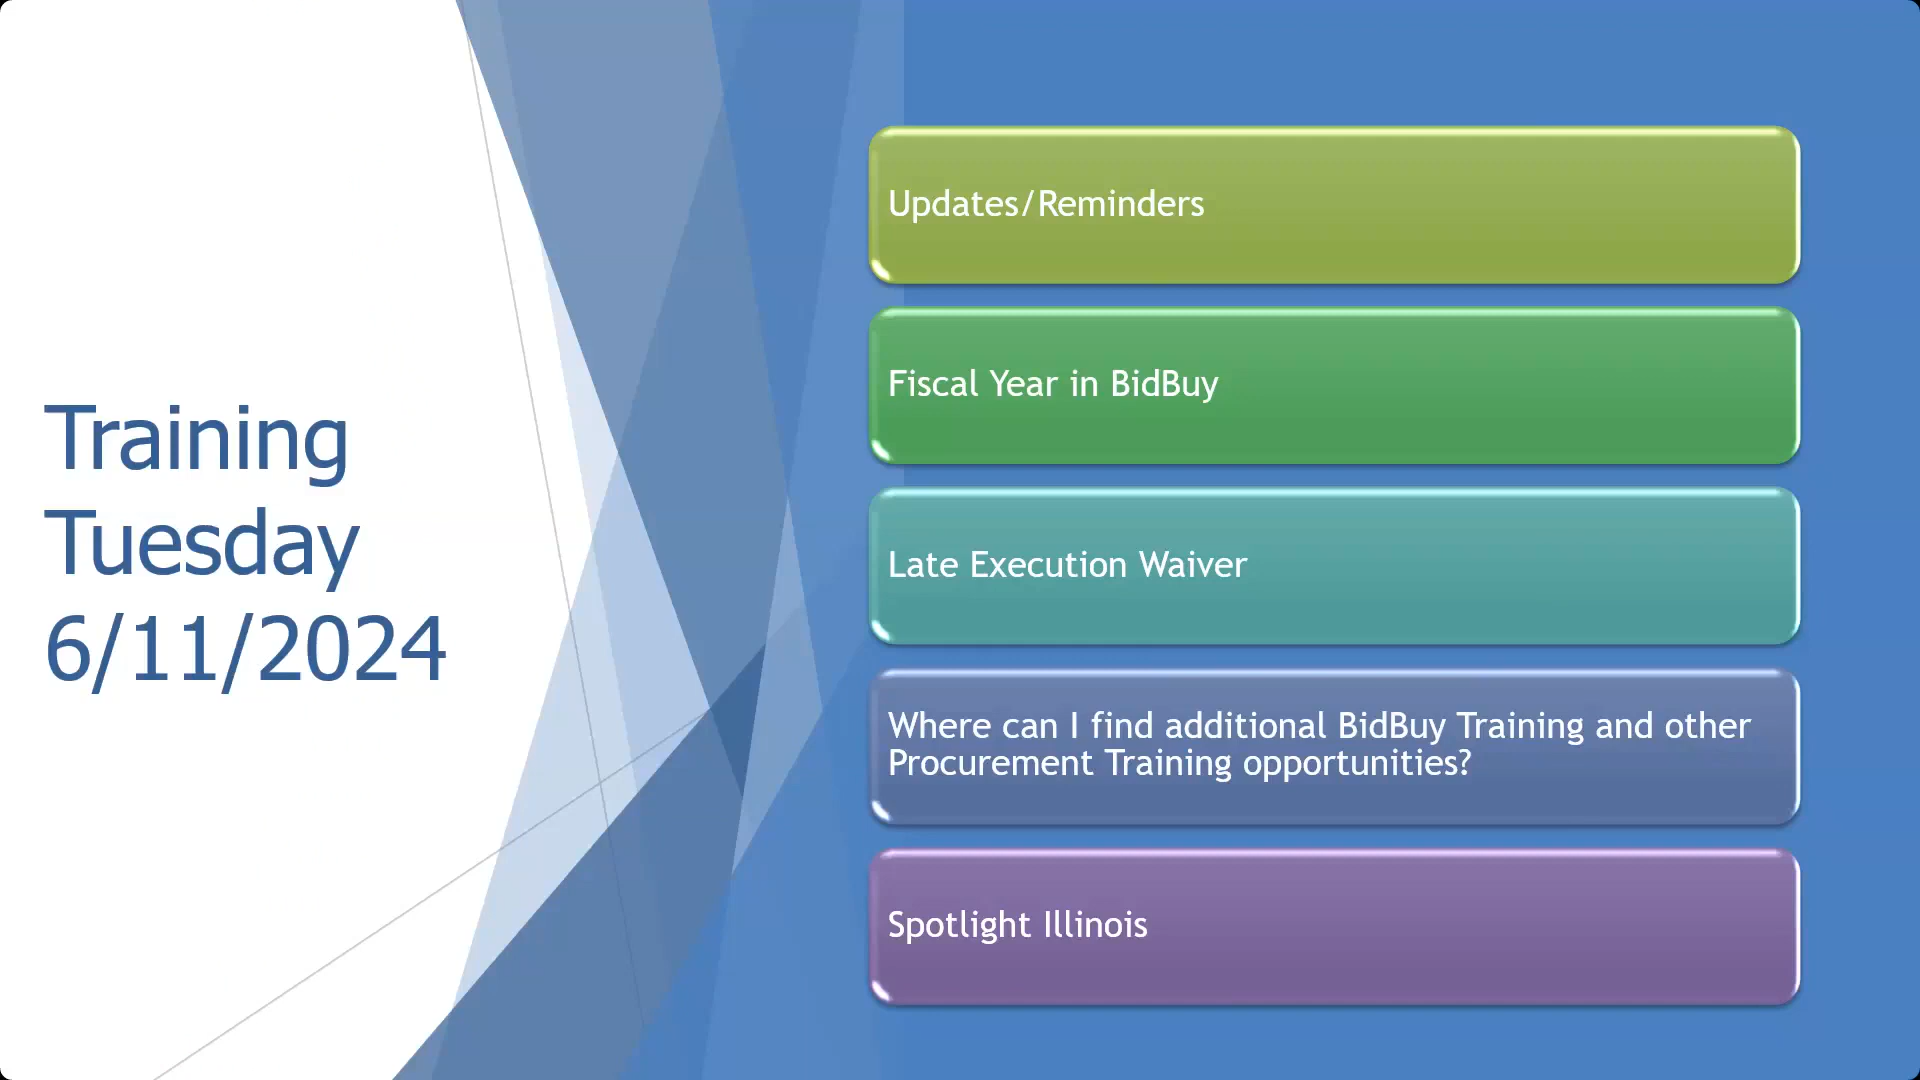 Training
Tuesday
6/11/2024
Updates/Reminders
Fiscal Year in BidBuy
Late Execution Waiver
Where can I find additional BidBuy Training and other
Procurement Training opportunities?
Spotlight Illinois